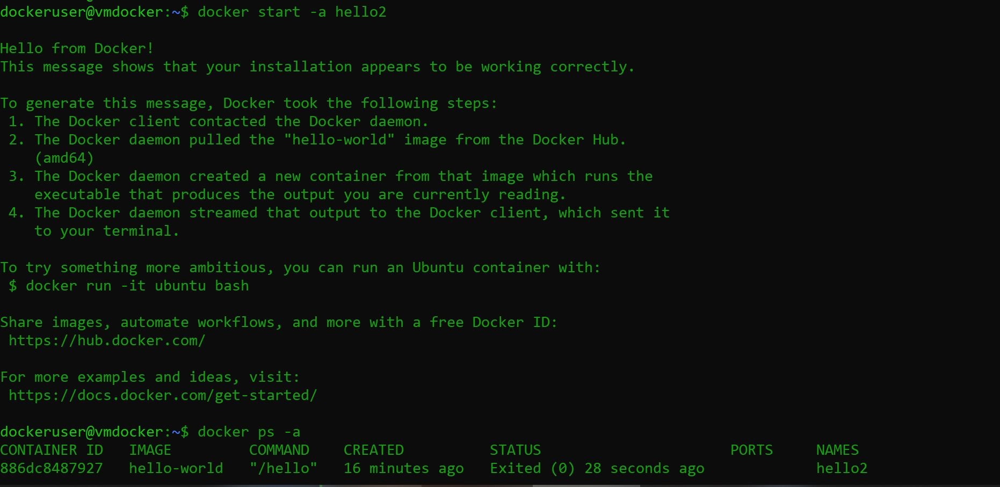 dockeruser@vmdocker:~$ docker start -a hello2
Hello from Docker!
This message shows that your installation appears to be working correctly.
To generate this message, Docker took the following steps:
 1. The Docker client contacted the Docker daemon.
 2. The Docker daemon pulled the "hello-world" image from the Docker Hub.
    (amd64)
 3. The Docker daemon created a new container from that image which runs the
    executable that produces the output you are currently reading.
 4. The Docker daemon streamed that output to the Docker client, which sent it
    to your terminal.
To try something more ambitious, you can run an Ubuntu container with:
 $ docker run -it ubuntu bash
Share images, automate workflows, and more with a free Docker ID:
 https://hub.docker.com/
For more examples and ideas, visit:
 https://docs.docker.com/get-started/
dockeruser@vmdocker:~$ docker ps -a
CONTAINER ID   IMAGE         COMMAND    CREATED          STATUS                      PORTS     NAMES
886dc8487927   hello-world   "/hello"   16 minutes ago   Exited (0) 28 seconds ago             hello2